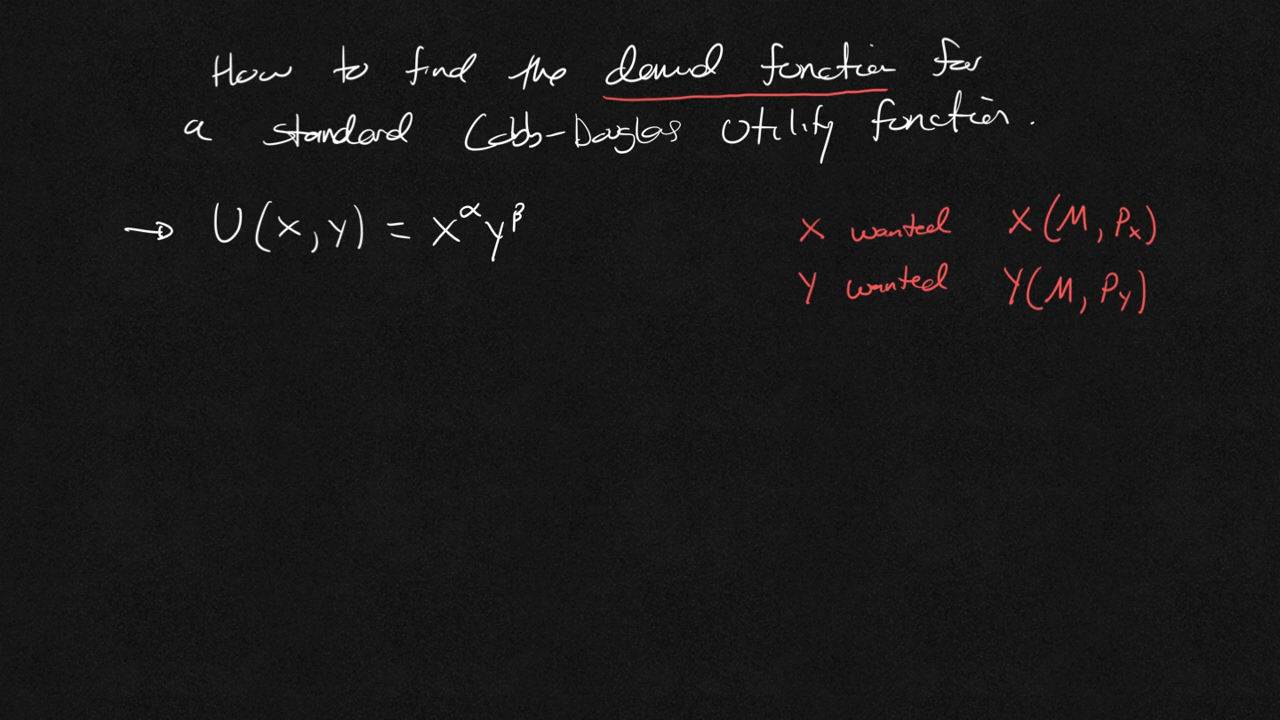 How to find the demand function for
a standard Cobb-Douglas Utility function.
→ U(x,y) = x^α y^β
X wanted X(M, Px)
Y wanted Y(M, Py)